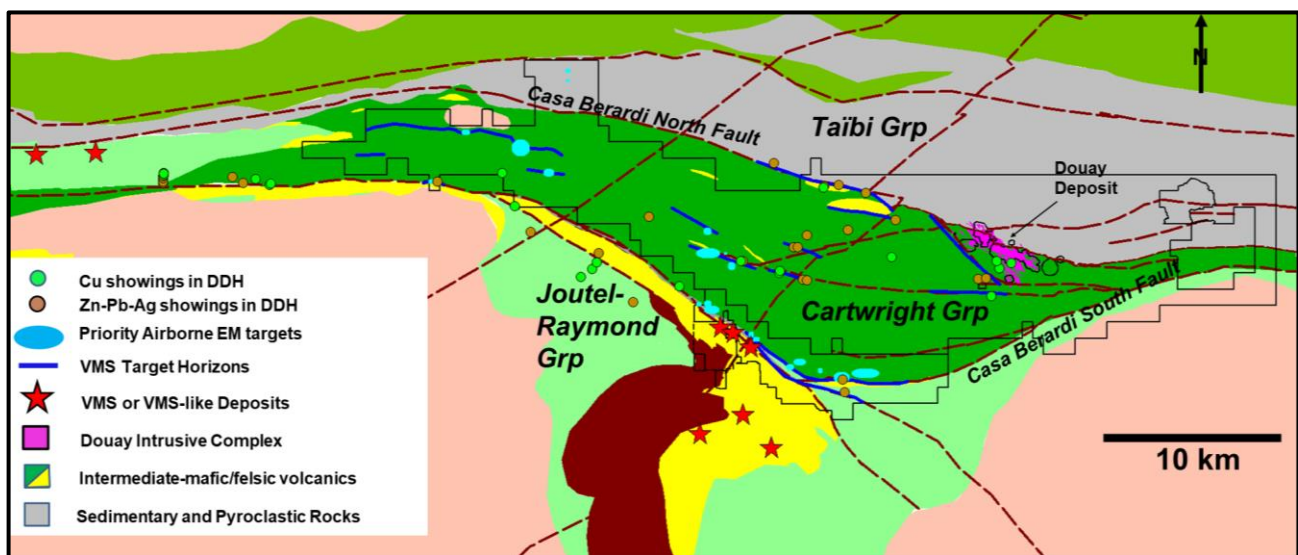 N
Casa Berardi North Fault
Taïbi Grp
Douay
Deposit
Joutel-
Raymond
Grp
Cartwright Grp
Casa Berardi South Fault
10 km
Cu showings in DDH
Zn-Pb-Ag showings in DDH
Priority Airborne EM targets
VMS Target Horizons
VMS or VMS-like Deposits
Douay Intrusive Complex
Intermediate-mafic/felsic volcanics
Sedimentary and Pyroclastic Rocks